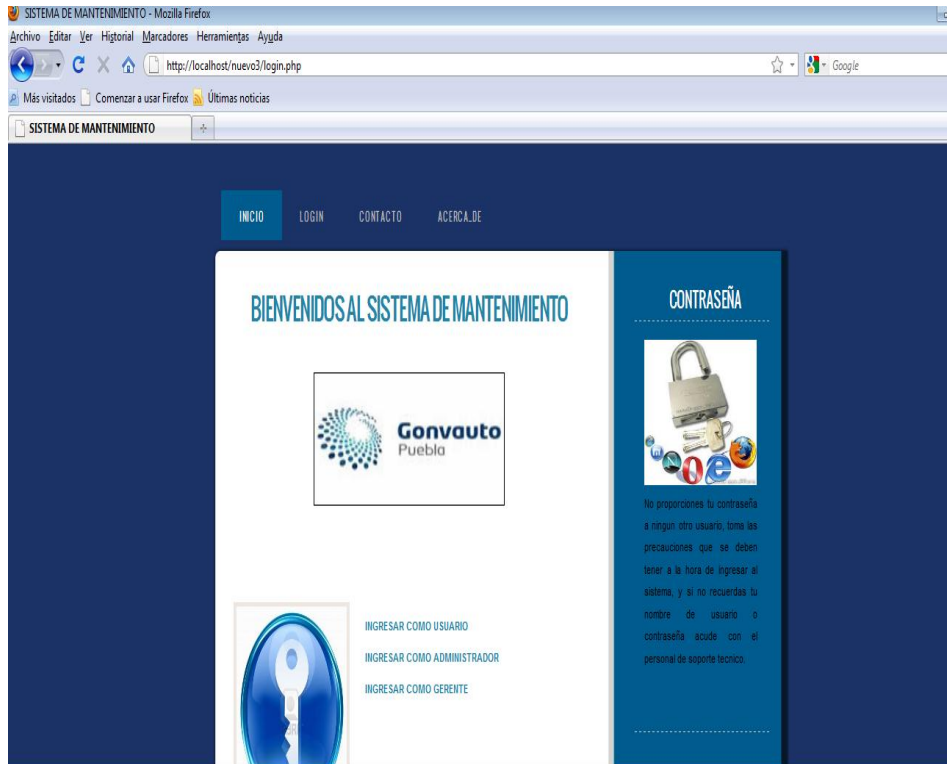 SISTEMA DE MANTENIMIENTO - Mozilla Firefox
Archivo Editar Ver Historial Marcadores Herramientas Ayuda
http://localhost/nuevo3/login.php
Google
Más visitados Comenzar a usar Firefox Últimas noticias
SISTEMA DE MANTENIMIENTO
INICIO LOGIN CONTACTO ACERCA_DE
BIENVENIDOS AL SISTEMA DE MANTENIMIENTO
Gonvauto
Puebla
INGRESAR COMO USUARIO
INGRESAR COMO ADMINISTRADOR
INGRESAR COMO GERENTE
CONTRASEÑA
No proporciones tu contraseña
a ningun otro usuario, toma las
precauciones que se deben
tener a la hora de ingresar al
sistema, y si no recuerdas tu
nombre de usuario o
contraseña acude con el
personal de soporte tecnico.